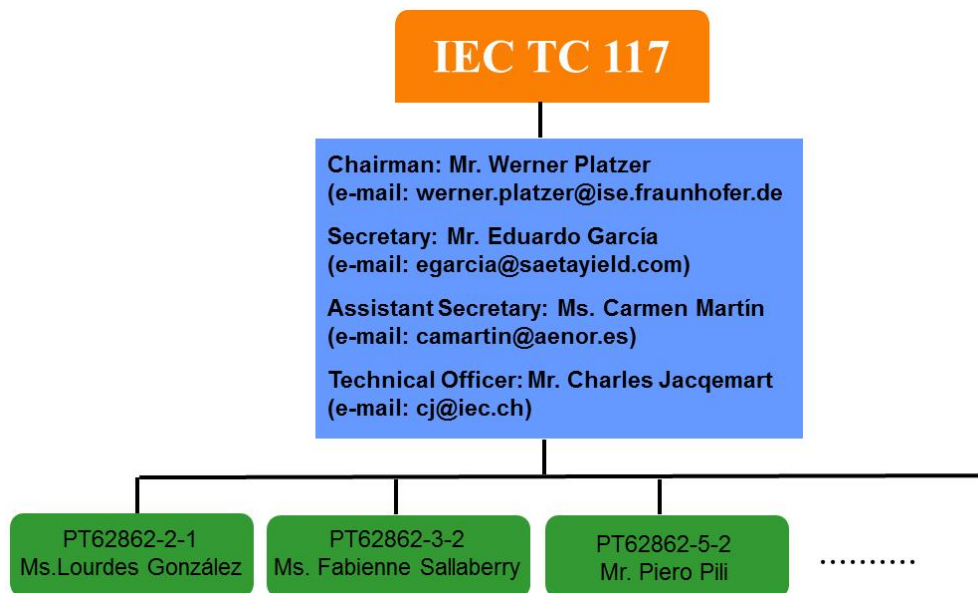 IEC TC 117
Chairman: Mr. Werner Platzer
(e-mail: werner.platzer@ise.fraunhofer.de
Secretary: Mr. Eduardo García
(e-mail: egarcia@saetayield.com)
Assistant Secretary: Ms. Carmen Martín
(e-mail: camartin@aenor.es)
Technical Officer: Mr. Charles Jacqemart
(e-mail: cj@iec.ch)
PT62862-2-1
Ms.Lourdes González
PT62862-3-2
Ms. Fabienne Sallaberry
PT62862-5-2
Mr. Piero Pili
..........